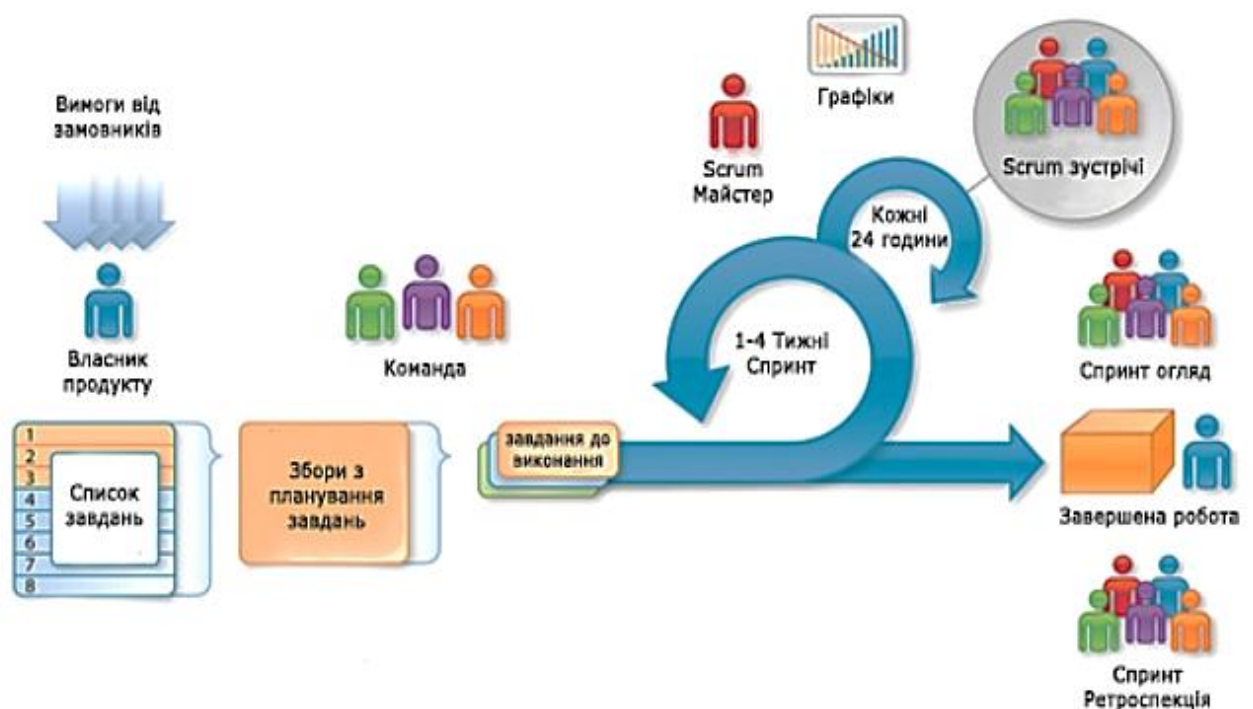 Вимоги від
замовників
Власник
продукту
1
2
3
4
5
6
7
8
Список
завдань
Команда
Збори з
планування
завдань
завдання до
виконання
Scrum
Майстер
Графіки
Scrum зустрічі
Кожні
24 години
1-4 Тижні
Спринт
Спринт огляд
Завершена робота
Спринт
Ретроспекція